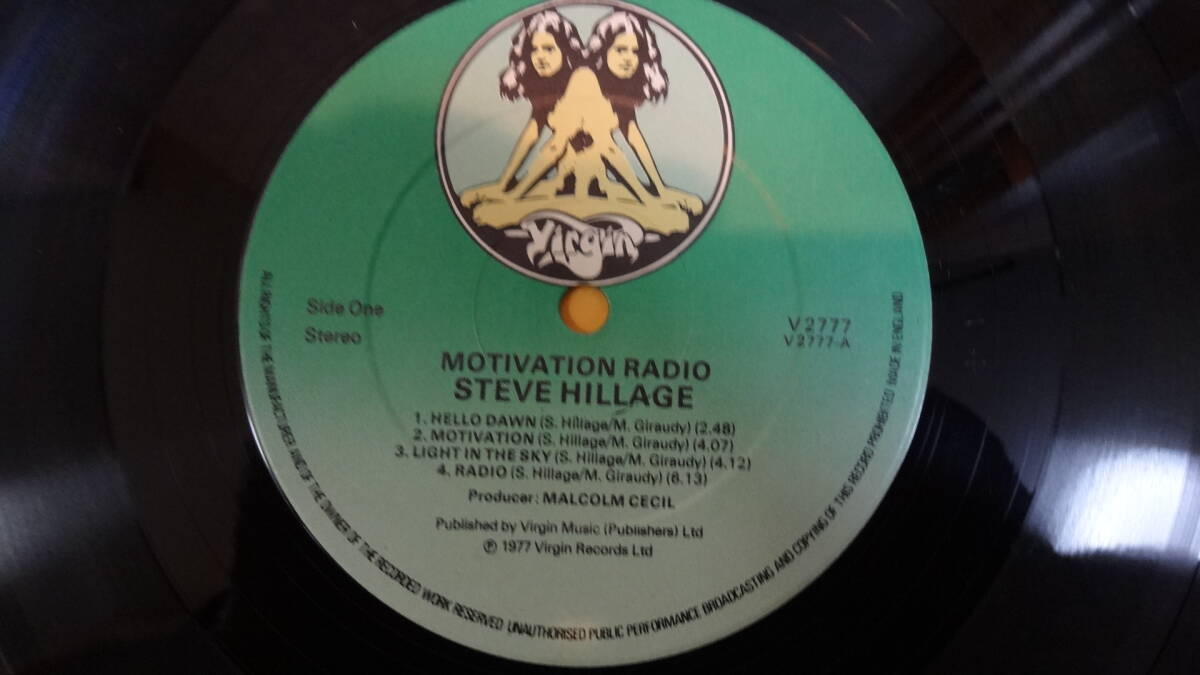 Virgin
Side One
Stereo
V 2777
V 2777-A
MOTIVATION RADIO
STEVE HILLAGE
1. HELLO DAWN (S. Hillage/M. Giraudy) (2.48)
2. MOTIVATION (S. Hillage/M. Giraudy) (4.07)
3. LIGHT IN THE SKY (S. Hillage/M. Giraudy) (4.12)
4. RADIO (S. Hillage/M. Giraudy) (6.13)
Producer: MALCOLM CECIL
Published by Virgin Music (Publishers) Ltd
℗ 1977 Virgin Records Ltd
ALL RIGHTS OF THE MANUFACTURER AND OF THE OWNER OF THE RECORDED WORK RESERVED UNAUTHORISED PUBLIC PERFORMANCE BROADCASTING AND COPYING OF THIS RECORD PROHIBITED MADE IN ENGLAND